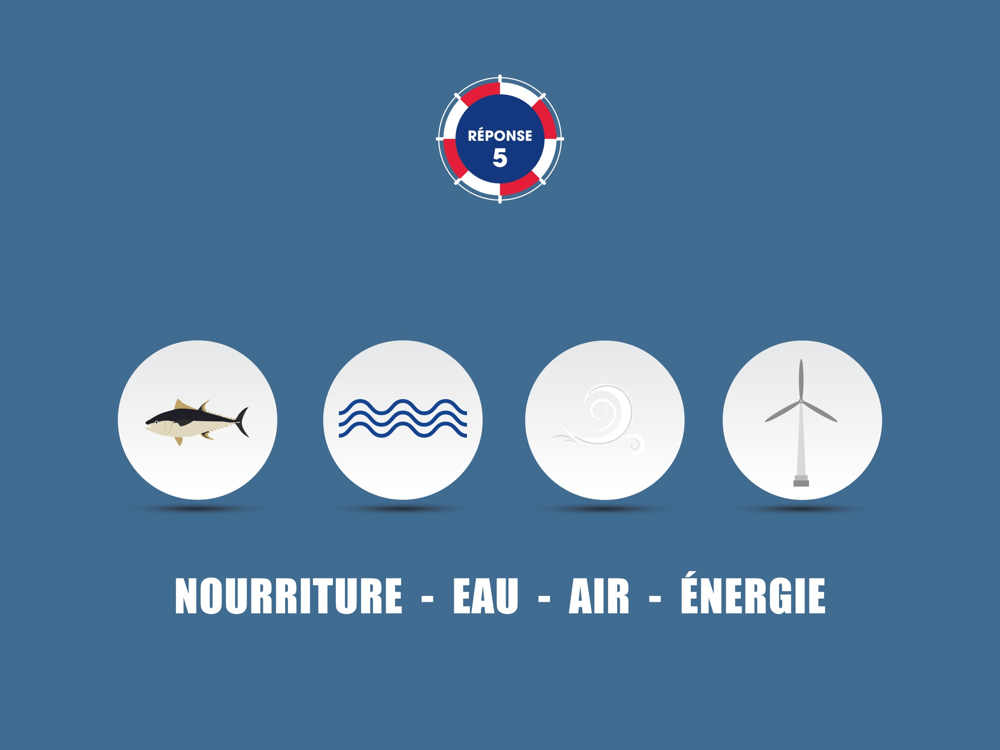 RÉPONSE
5
NOURRITURE - EAU - AIR - ÉNERGIE